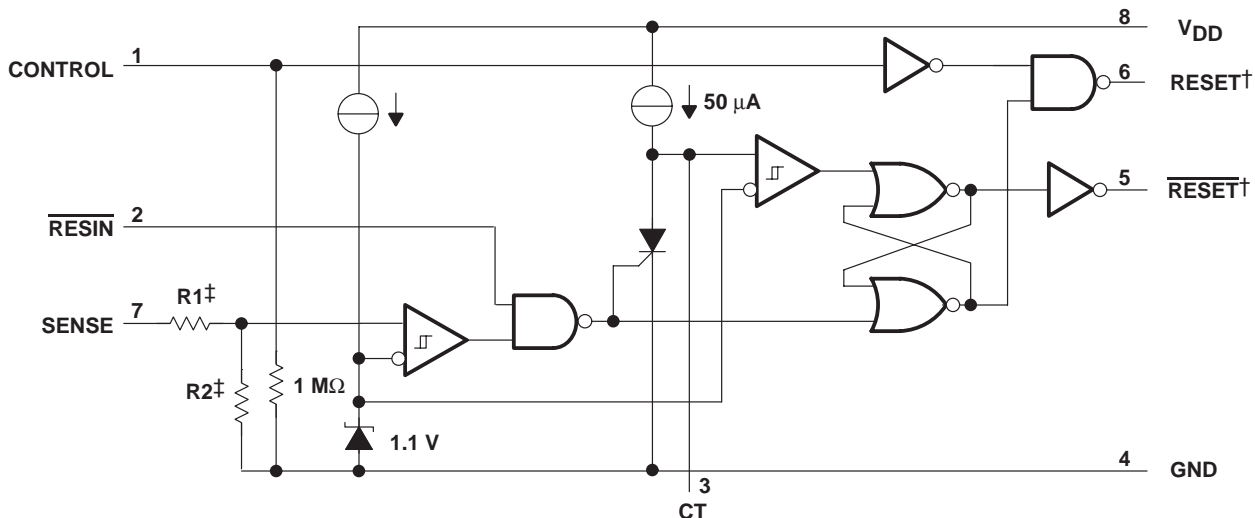 8
VDD
1
CONTROL
6
RESET†
50 µA
5
RESET†
2
RESIN
R1‡
7
SENSE
R2‡
1 MΩ
1.1 V
4
GND
3
CT